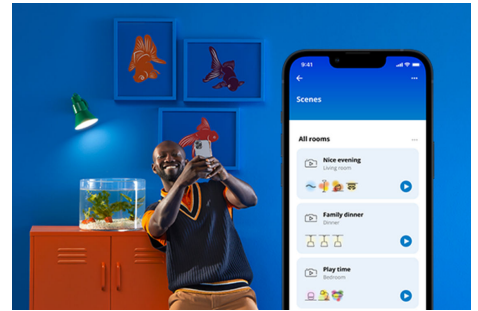 9:41
Scenes
All rooms
Nice evening
Living room
Family dinner
Dinner
Play time
Bedroom